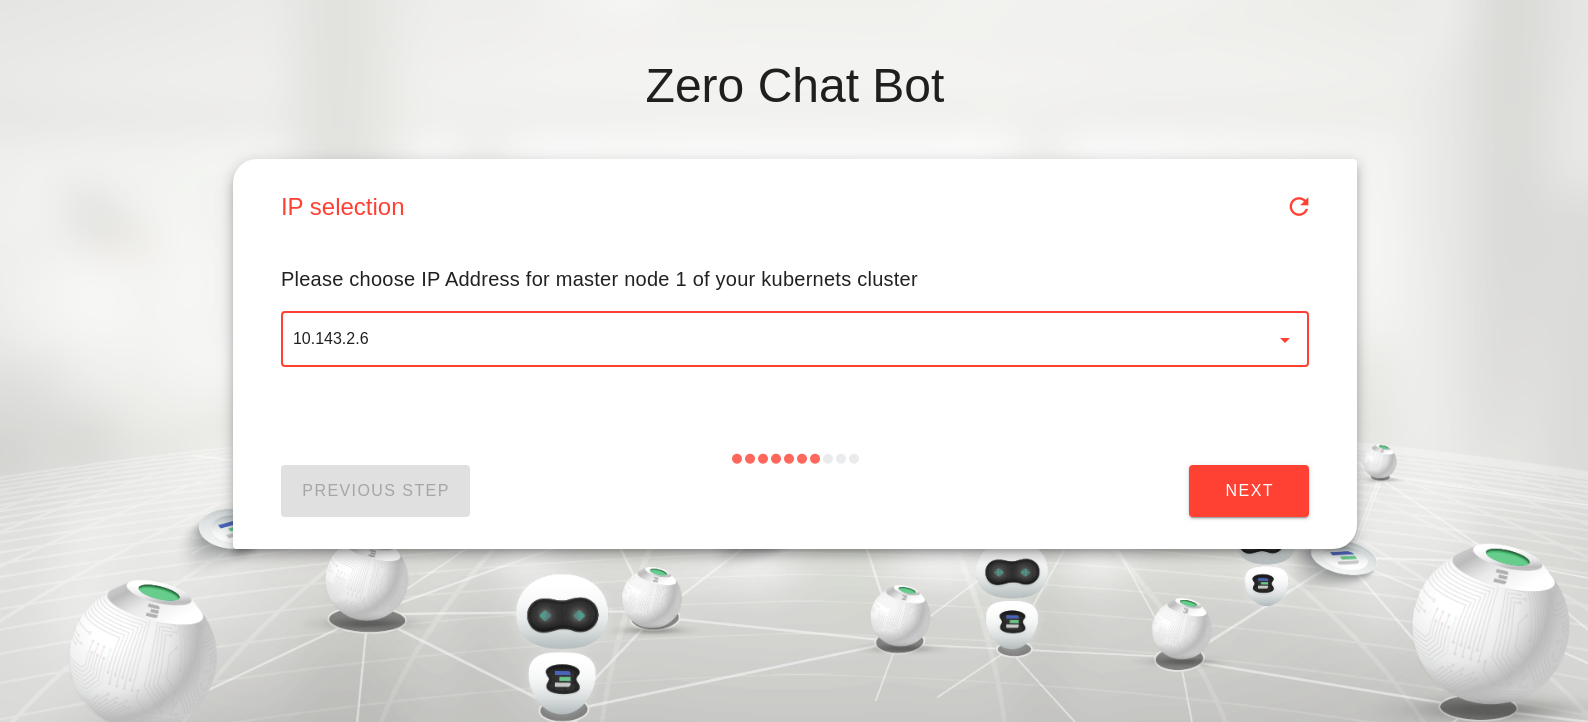 Zero Chat Bot
IP selection
Please choose IP Address for master node 1 of your kubernets cluster
10.143.2.6
PREVIOUS STEP
NEXT